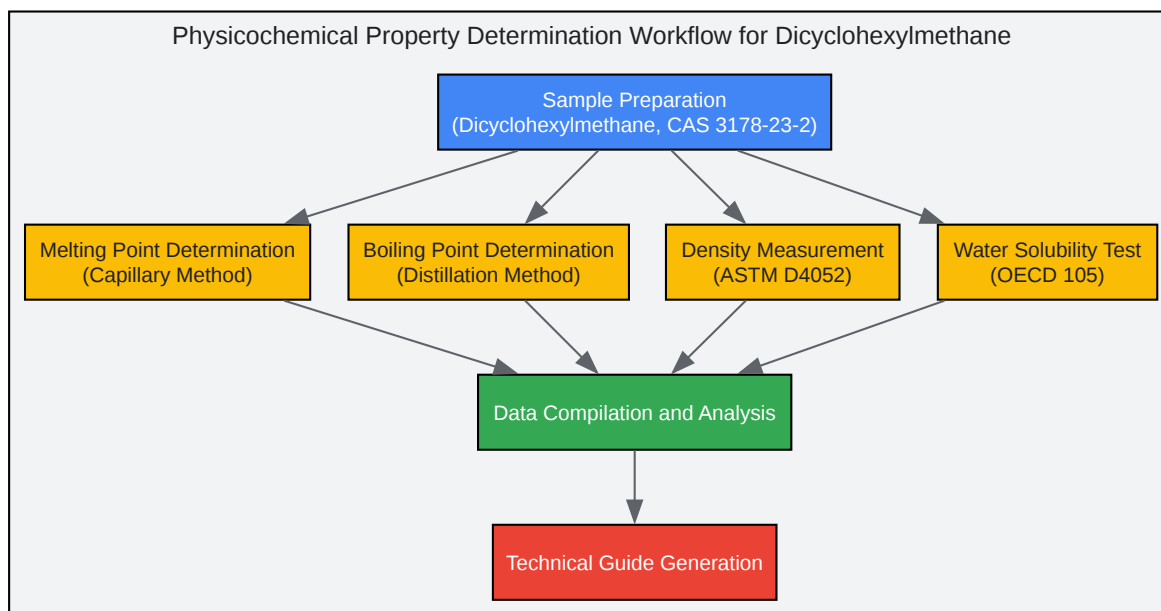 Physicochemical Property Determination Workflow for Dicyclohexylmethane
Sample Preparation
(Dicyclohexylmethane, CAS 3178-23-2)
Melting Point Determination
(Capillary Method)
Boiling Point Determination
(Distillation Method)
Density Measurement
(ASTM D4052)
Water Solubility Test
(OECD 105)
Data Compilation and Analysis
Technical Guide Generation